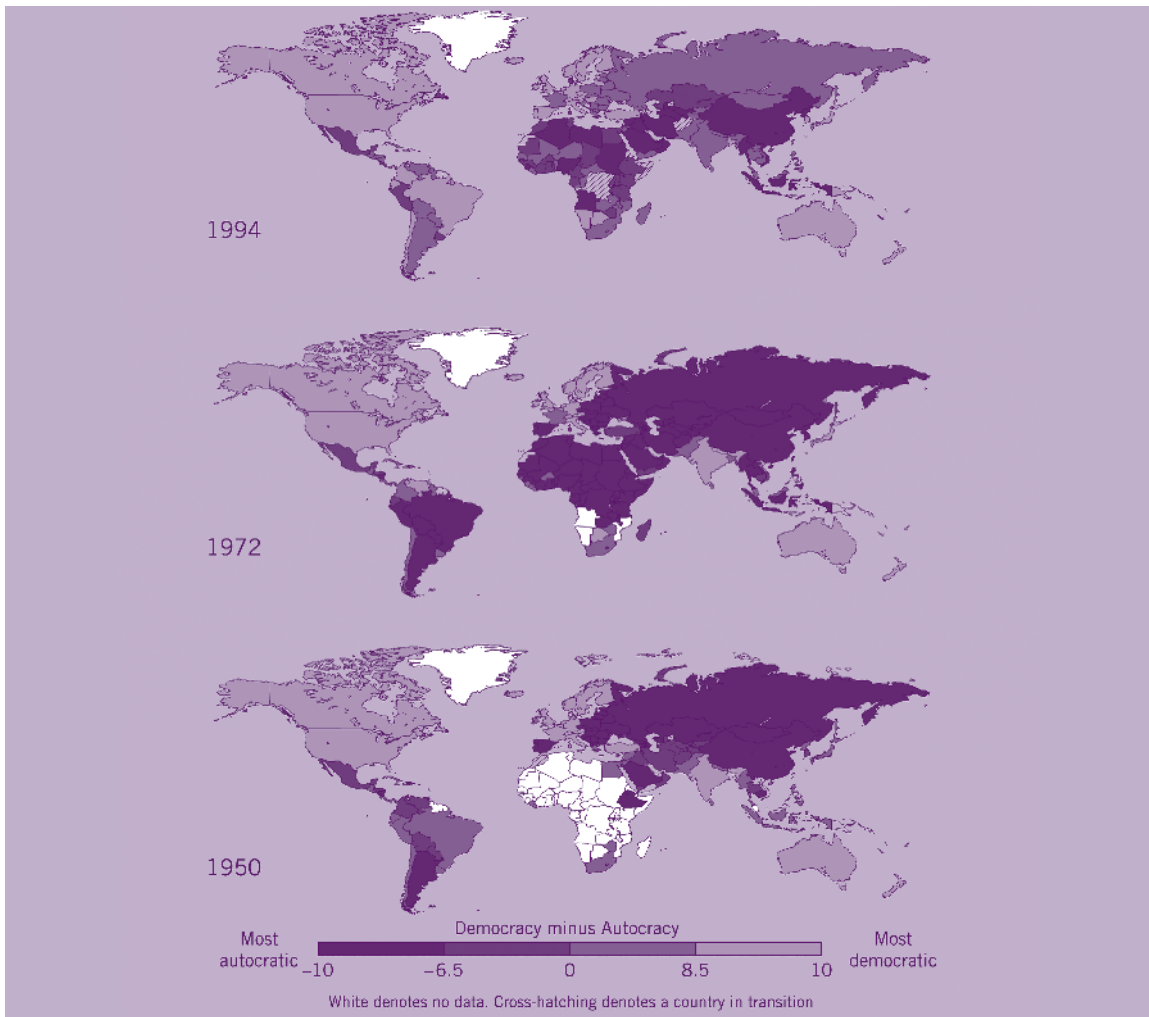 1994
1972
1950
Democracy minus Autocracy
Most
autocratic
Most
democratic
−10
−6.5
0
8.5
10
White denotes no data. Cross-hatching denotes a country in transition